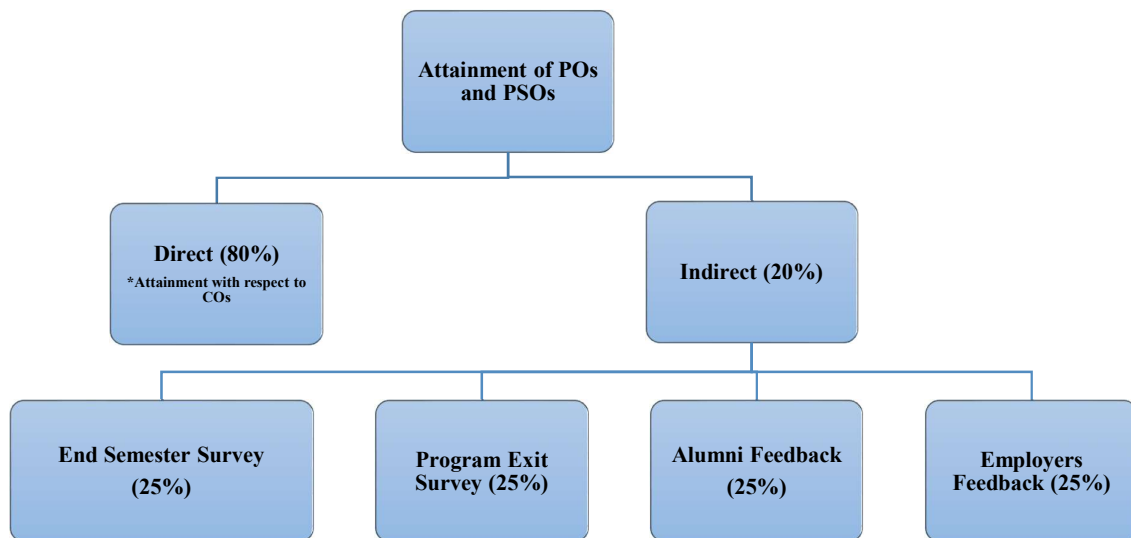 Attainment of POs
and PSOs
Direct (80%)
*Attainment with respect to
COs
Indirect (20%)
End Semester Survey
(25%)
Program Exit
Survey (25%)
Alumni Feedback
(25%)
Employers
Feedback (25%)